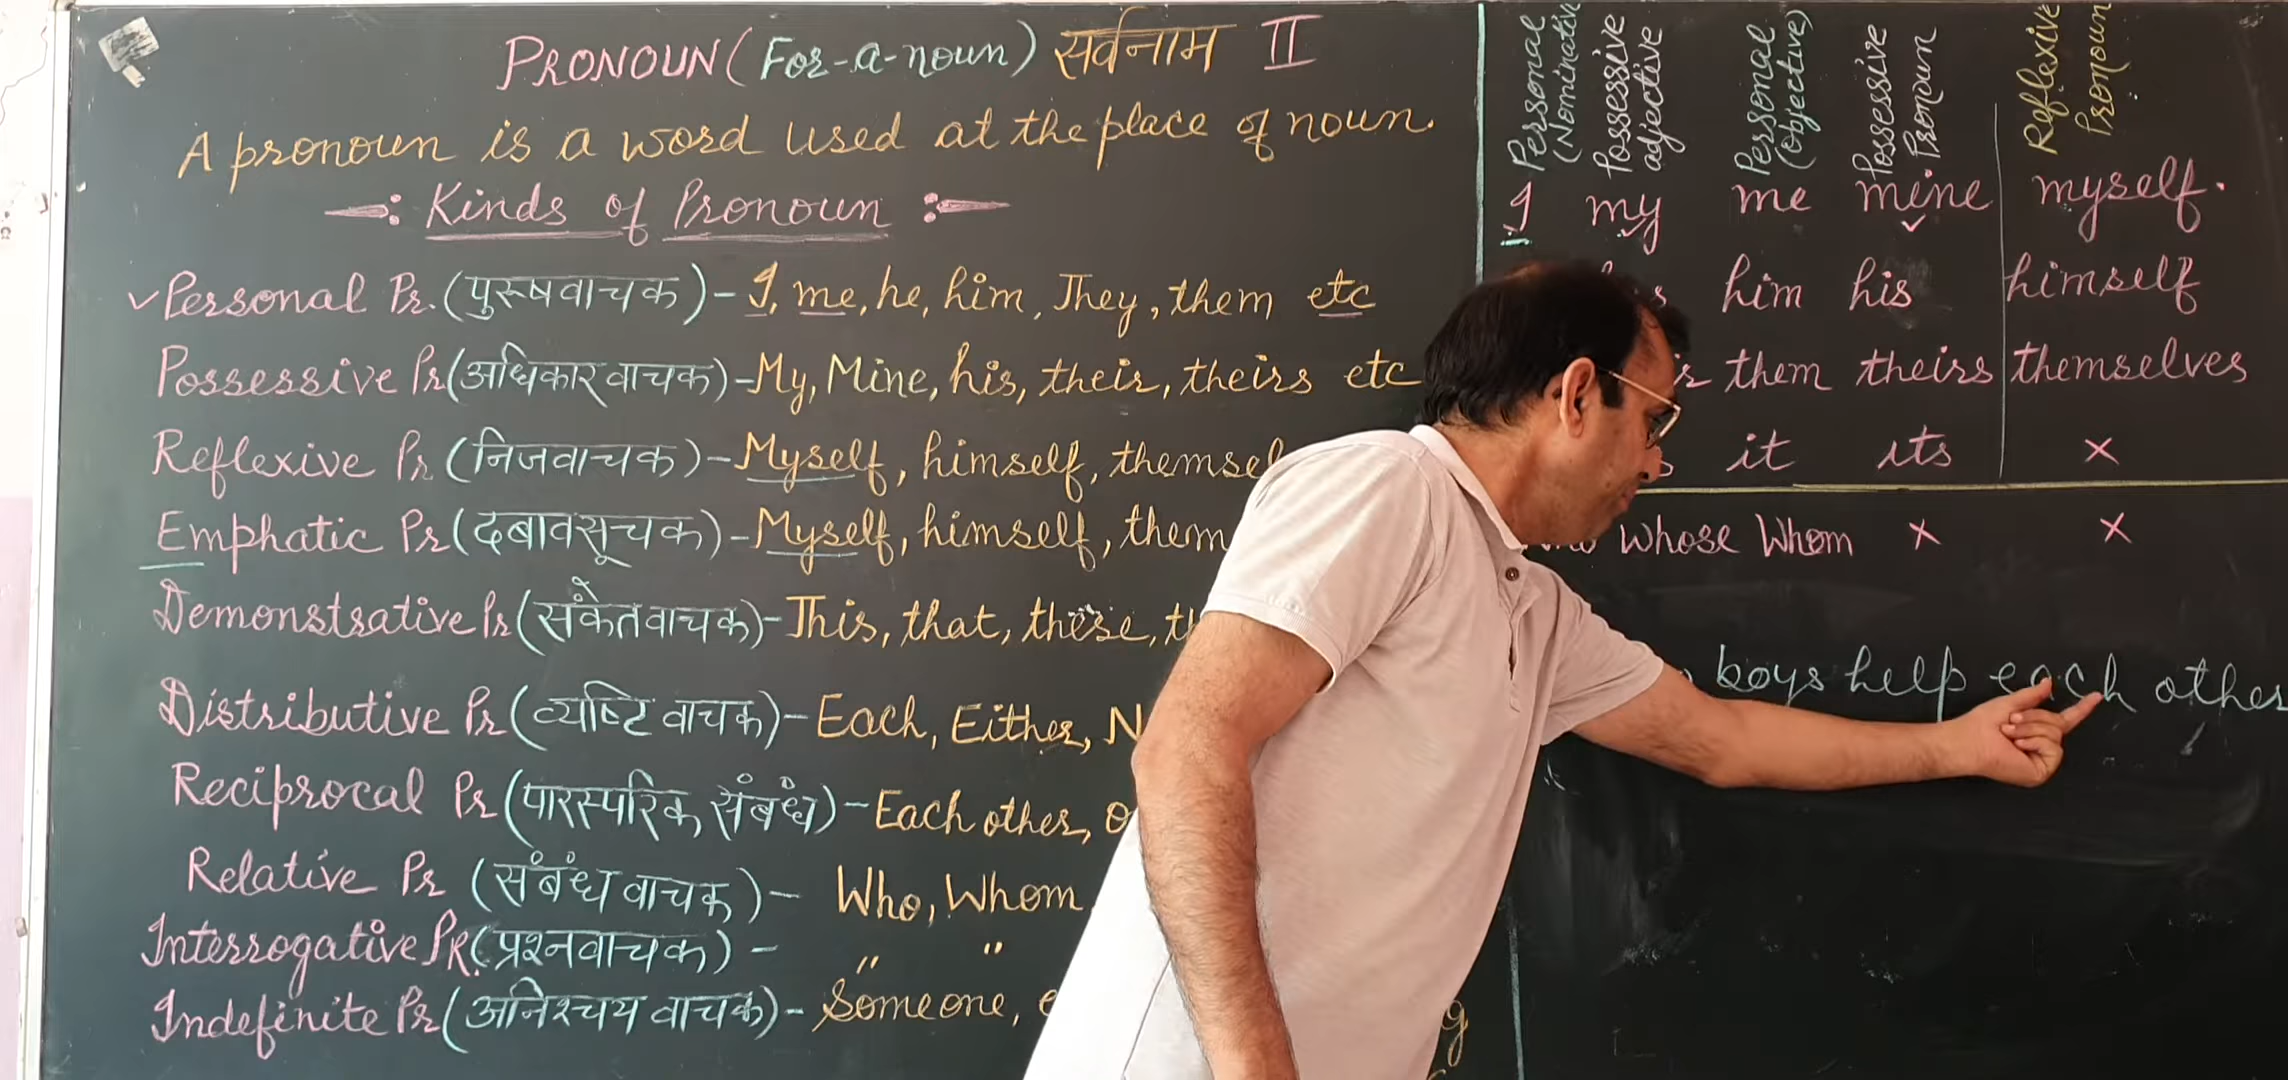 PRONOUN (For-a-noun) सर्वनाम II
A pronoun is a word used at the place of noun.
-: Kinds of Pronoun :-
✓Personal Pr. (पुरुषवाचक) - I, me, he, him, They, them etc
Possessive Pr (अधिकार वाचक) - My, Mine, his, their, theirs etc
Reflexive Pr (निजवाचक) - Myself, himself,
Emphatic Pr (दबावसूचक) - Myself, himself,
Demonstrative Pr (संकेतवाचक) - This, that, these,
Distributive Pr (व्यष्टि वाचक) - Each, Either,
Reciprocal Pr (पारस्परिक संबंध) - Each other,
Relative Pr (संबंध वाचक) - Who, Whom
Interrogative PR. (प्रश्नवाचक) - " "
Indefinite Pr (अनिश्चय वाचक) - Someone,
Personal (Nominative
Possessive adjective
Personal (objective)
Possessive Pronoun
Reflexive Pronoun
I my me mine myself.
him his himself
them theirs themselves
it its ×
whose Whom × ×
boys help each other